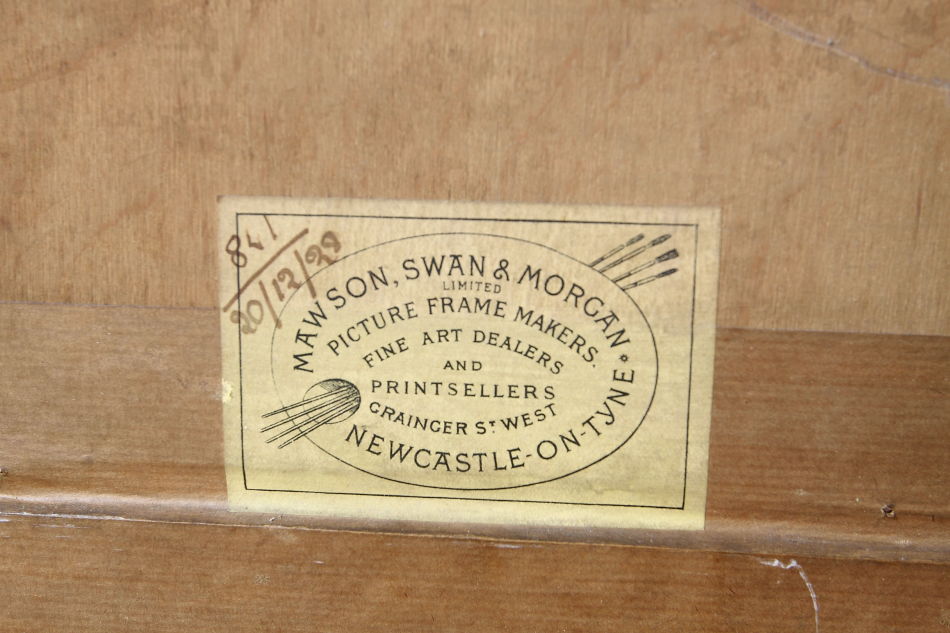 841
20/12/29
MAWSON, SWAN & MORGAN
LIMITED
PICTURE FRAME MAKERS.
FINE ART DEALERS
AND
PRINTSELLERS
GRAINGER ST WEST
NEWCASTLE-ON-TYNE